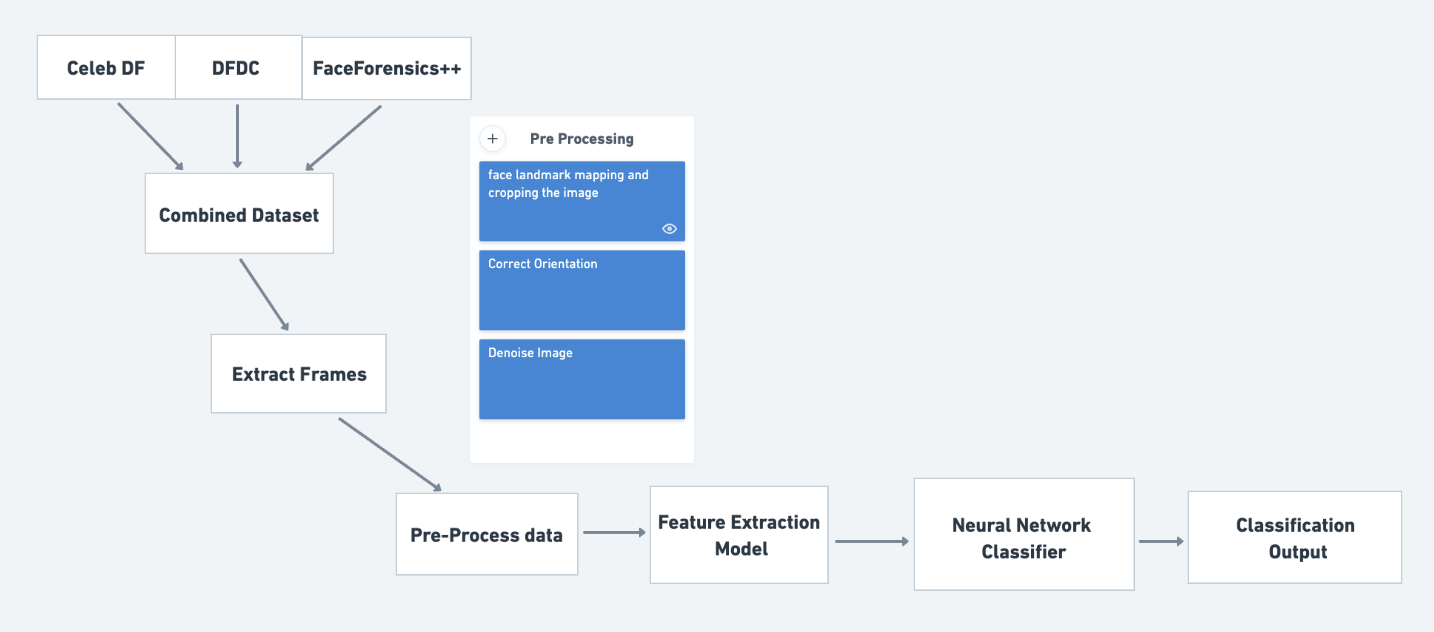 Celeb DF
DFDC
FaceForensics++
+
Pre Processing
face landmark mapping and
cropping the image
Combined Dataset
Correct Orientation
Denoise Image
Extract Frames
Pre-Process data
Feature Extraction
Model
Neural Network
Classifier
Classification
Output